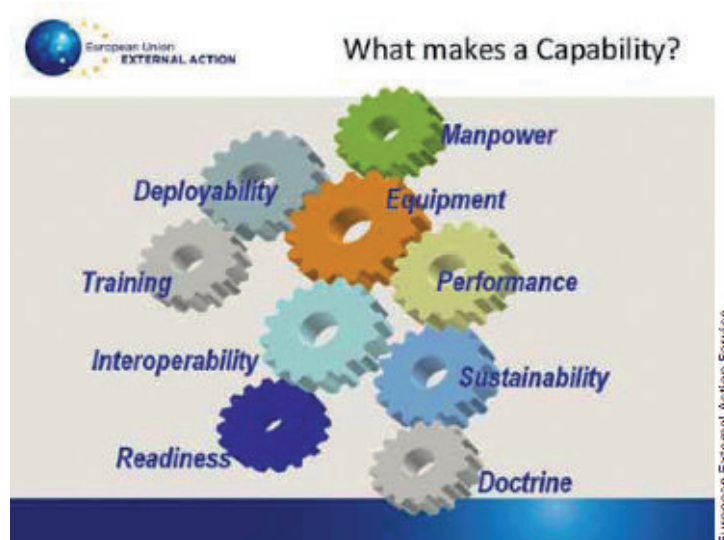 European Union
EXTERNAL ACTION
What makes a Capability?
Manpower
Deployability
Equipment
Training
Performance
Interoperability
Sustainability
Readiness
Doctrine
European External Action Service